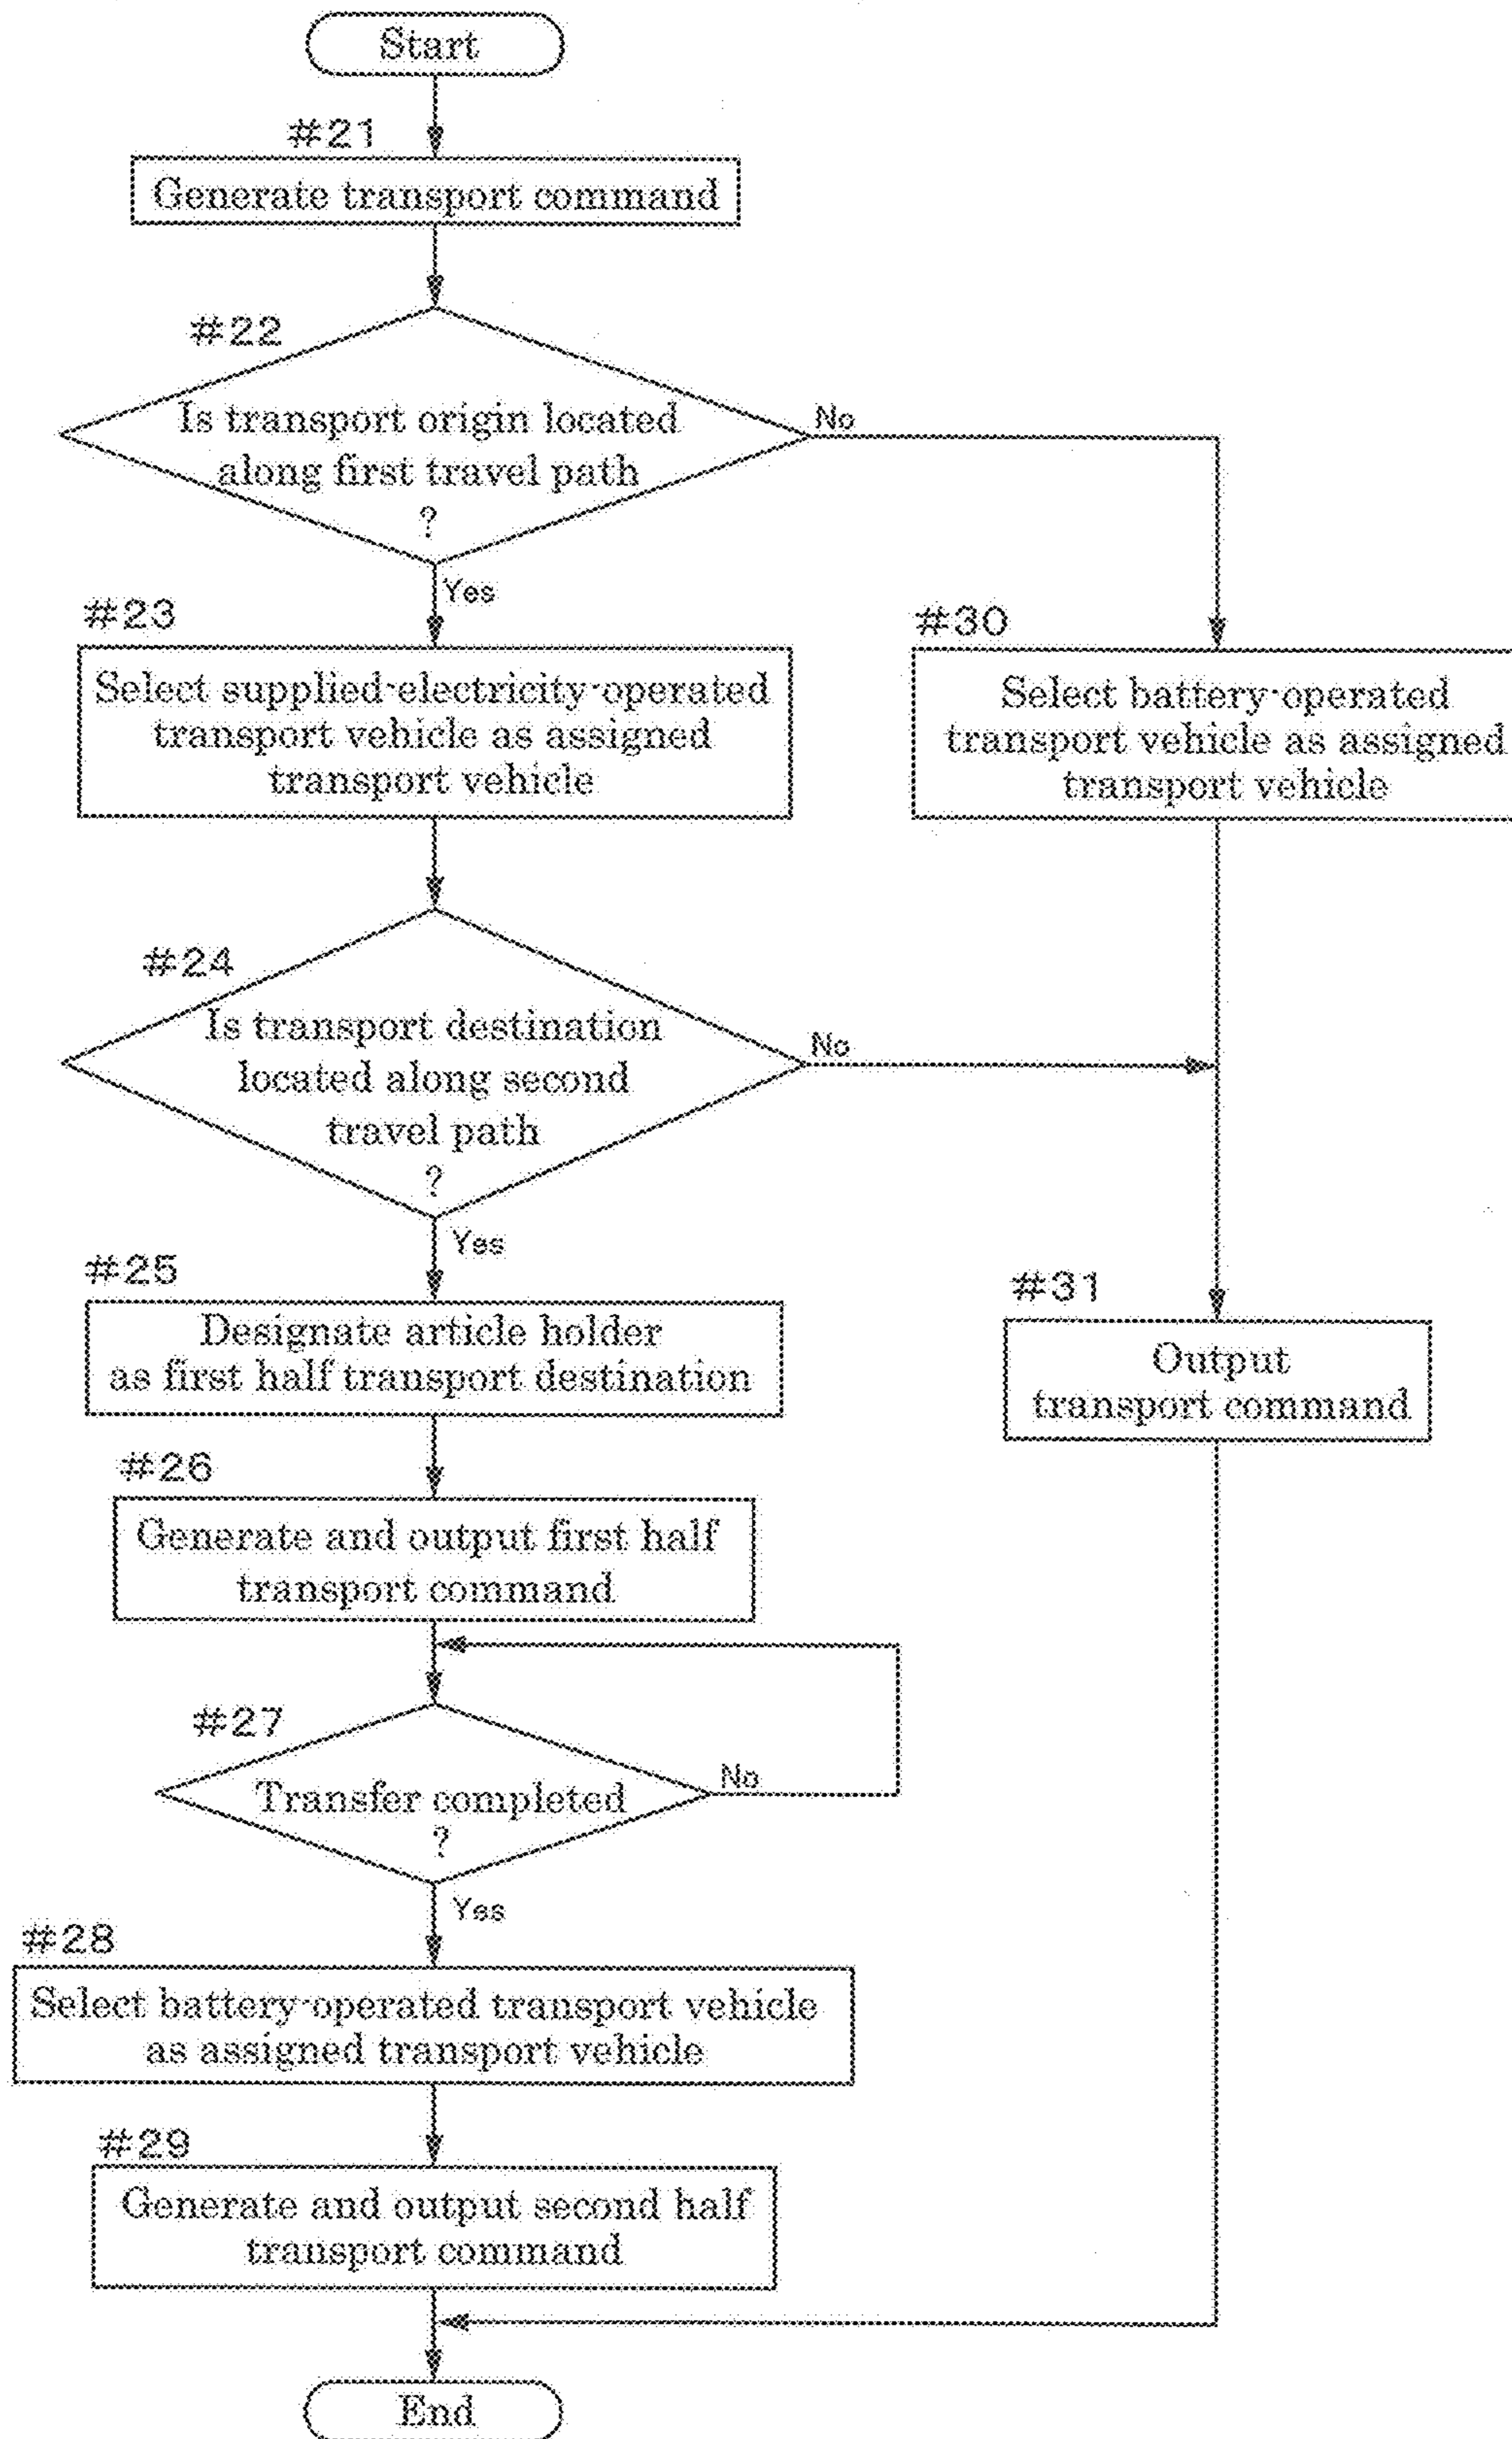 Start
#21
Generate transport command
#22
Is transport origin located
along first travel path
?
No
Yes
#23
Select supplied-electricity-operated
transport vehicle as assigned
transport vehicle
#30
Select battery-operated
transport vehicle as assigned
transport vehicle
#24
Is transport destination
located along second
travel path
?
No
Yes
#25
Designate article holder
as first half transport destination
#31
Output
transport command
#26
Generate and output first half
transport command
#27
Transfer completed
?
No
Yes
#28
Select battery-operated transport vehicle
as assigned transport vehicle
#29
Generate and output second half
transport command
End